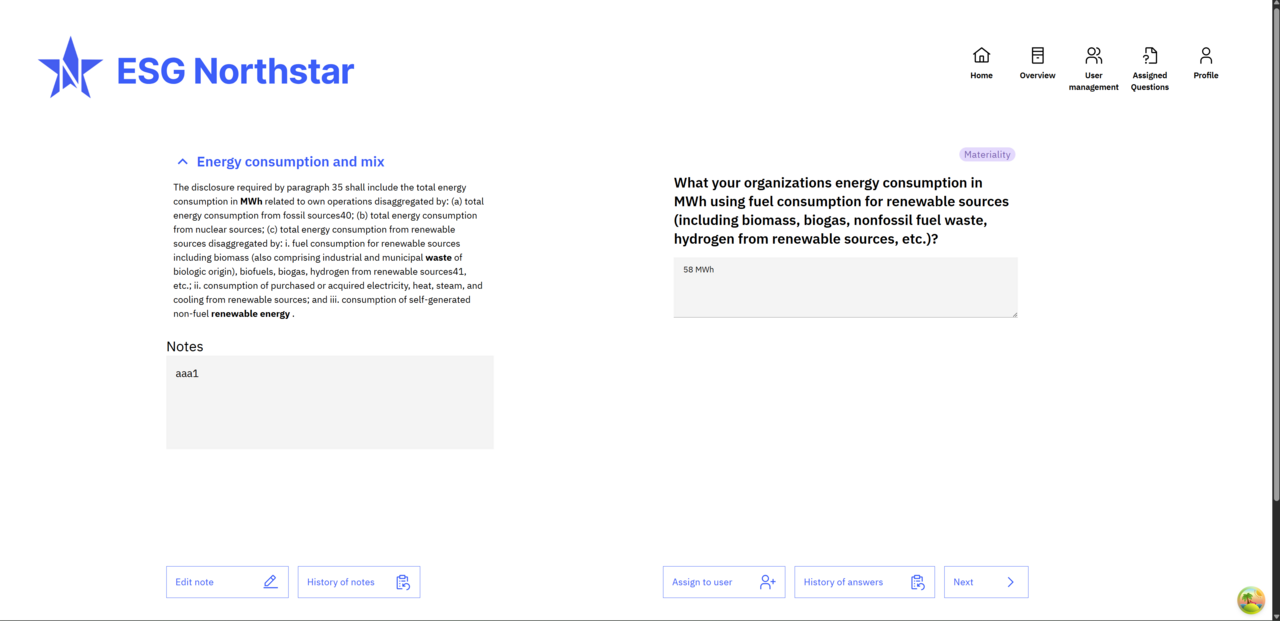 ESG Northstar
Home
Overview
User
management
Assigned
Questions
Profile
Energy consumption and mix
The disclosure required by paragraph 35 shall include the total energy
consumption in MWh related to own operations disaggregated by: (a) total
energy consumption from fossil sources40; (b) total energy consumption
from nuclear sources; (c) total energy consumption from renewable
sources disaggregated by: i. fuel consumption for renewable sources
including biomass (also comprising industrial and municipal waste of
biologic origin), biofuels, biogas, hydrogen from renewable sources41,
etc.; ii. consumption of purchased or acquired electricity, heat, steam, and
cooling from renewable sources; and iii. consumption of self-generated
non-fuel renewable energy .
Notes
aaa1
Edit note
History of notes
Materiality
What your organizations energy consumption in
MWh using fuel consumption for renewable sources
(including biomass, biogas, nonfossil fuel waste,
hydrogen from renewable sources, etc.)?
58 MWh
Assign to user
History of answers
Next